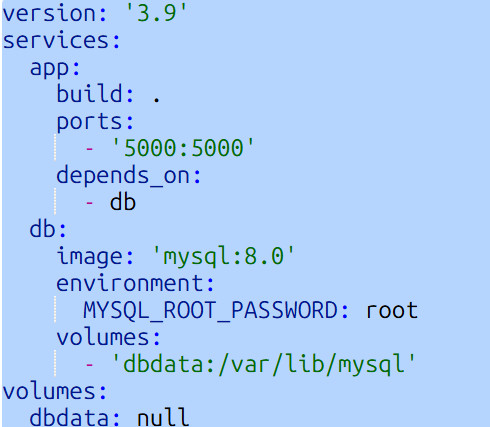 version: '3.9'
services:
  app:
    build: .
    ports:
      - '5000:5000'
    depends_on:
      - db
  db:
    image: 'mysql:8.0'
    environment:
      MYSQL_ROOT_PASSWORD: root
    volumes:
      - 'dbdata:/var/lib/mysql'
volumes:
  dbdata: null